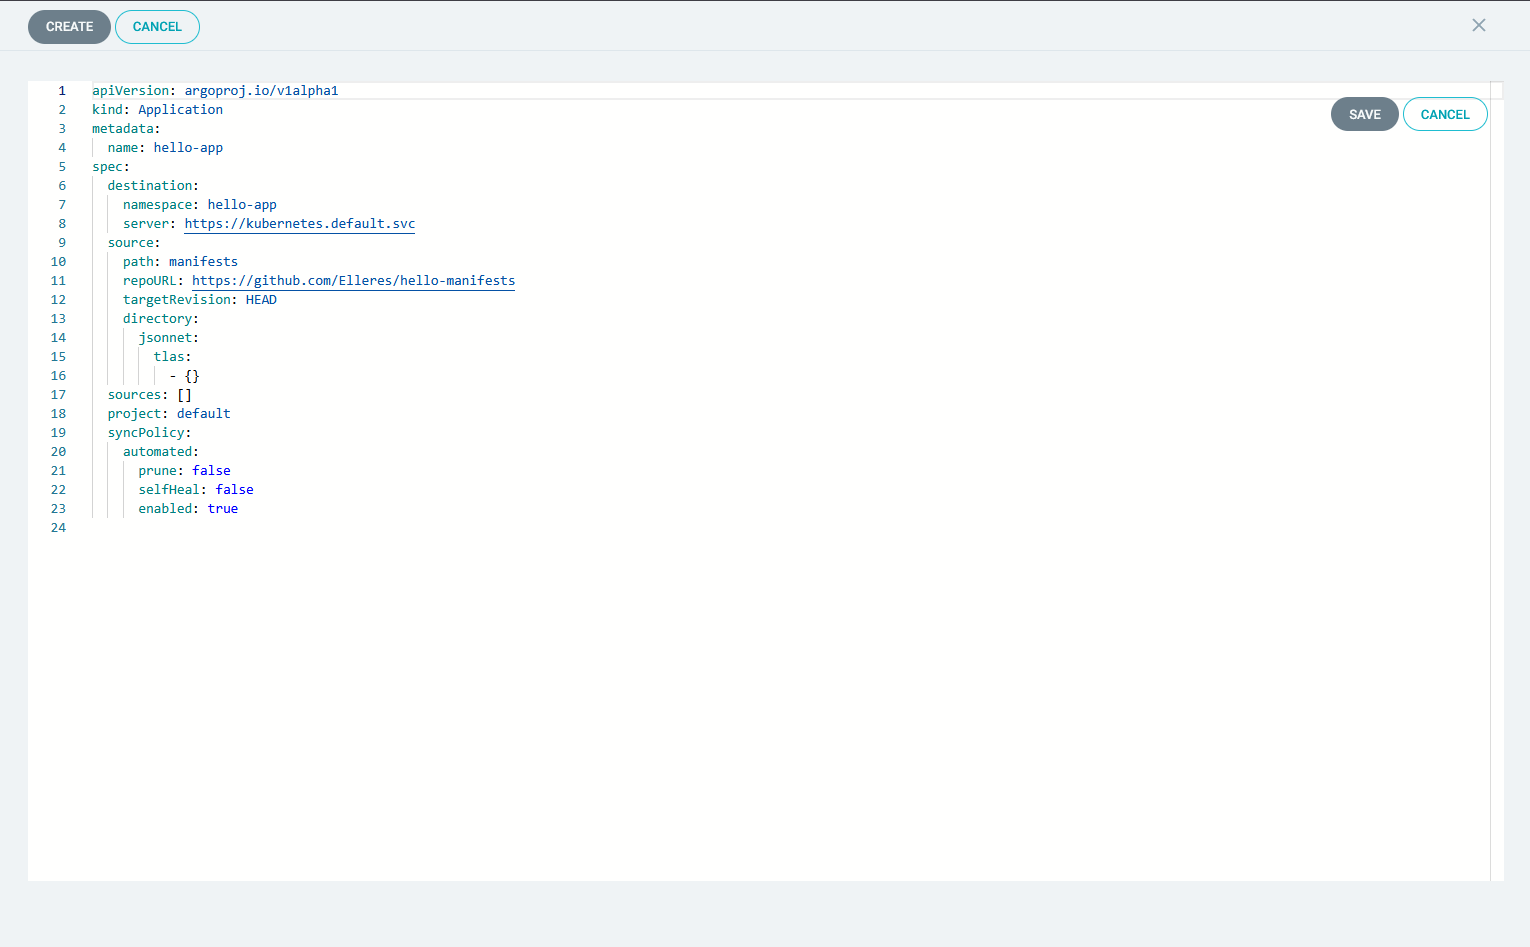 CREATE CANCEL
1 apiVersion: argoproj.io/v1alpha1
2 kind: Application
SAVE CANCEL
3 metadata:
4 name: hello-app
5 spec:
6 destination:
7 namespace: hello-app
8 server: https://kubernetes.default.svc
9 source:
10 path: manifests
11 repoURL: https://github.com/Elleres/hello-manifests
12 targetRevision: HEAD
13 directory:
14 jsonnet:
15 tlas:
16 - {}
17 sources: []
18 project: default
19 syncPolicy:
20 automated:
21 prune: false
22 selfHeal: false
23 enabled: true
24